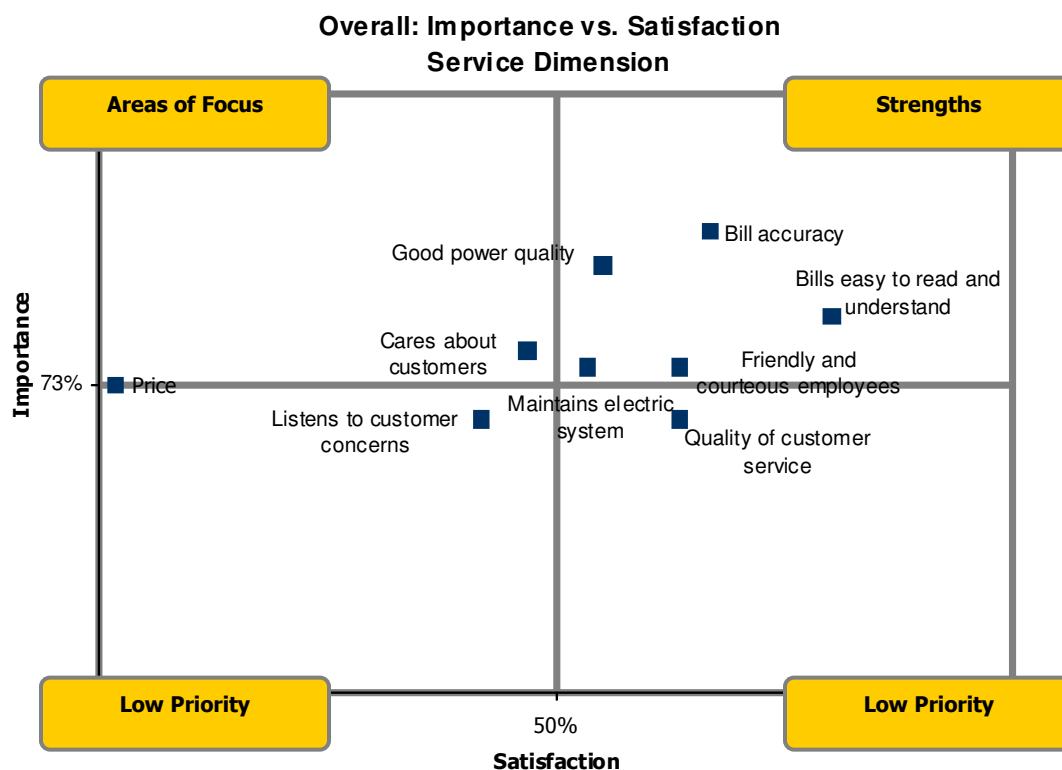 Overall: Importance vs. Satisfaction
Service Dimension
Areas of Focus
Strengths
Bill accuracy
Good power quality
Bills easy to read and
understand
Cares about
customers
Friendly and
courteous employees
Importance
73%
Price
Maintains electric
system
Listens to customer
concerns
Quality of customer
service
Low Priority
Low Priority
50%
Satisfaction